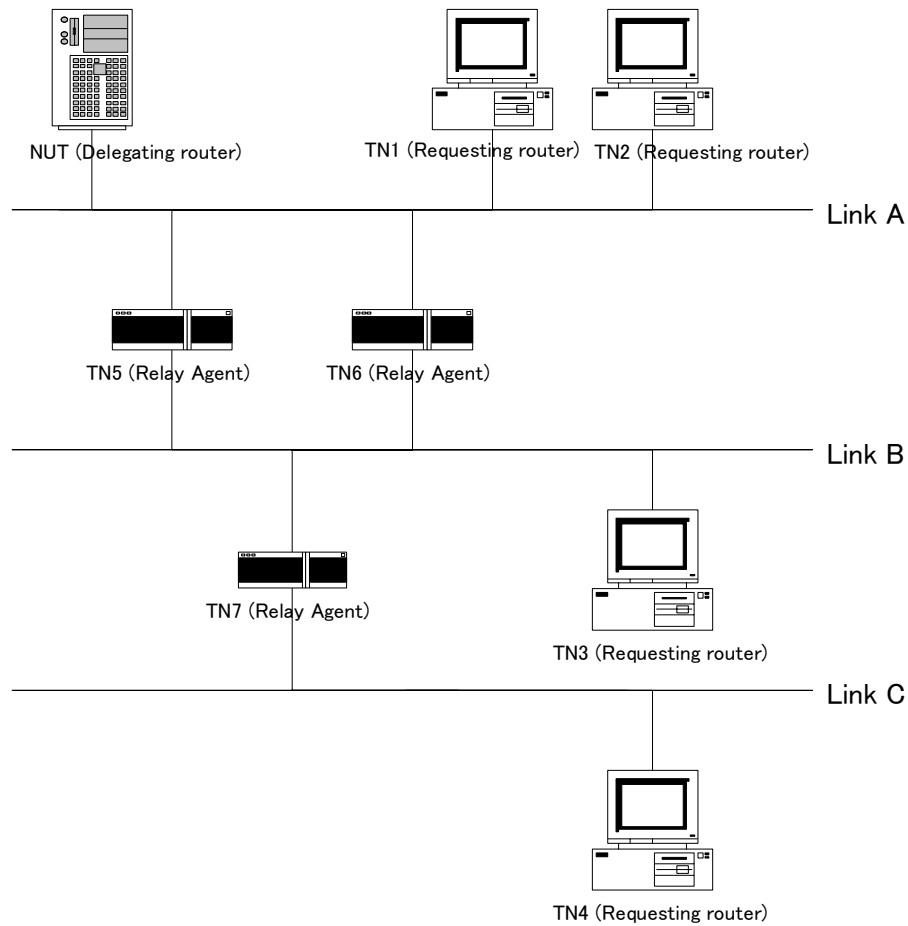 NUT (Delegating router)
TN1 (Requesting router)
TN2 (Requesting router)
Link A
TN5 (Relay Agent)
TN6 (Relay Agent)
Link B
TN7 (Relay Agent)
TN3 (Requesting router)
Link C
TN4 (Requesting router)